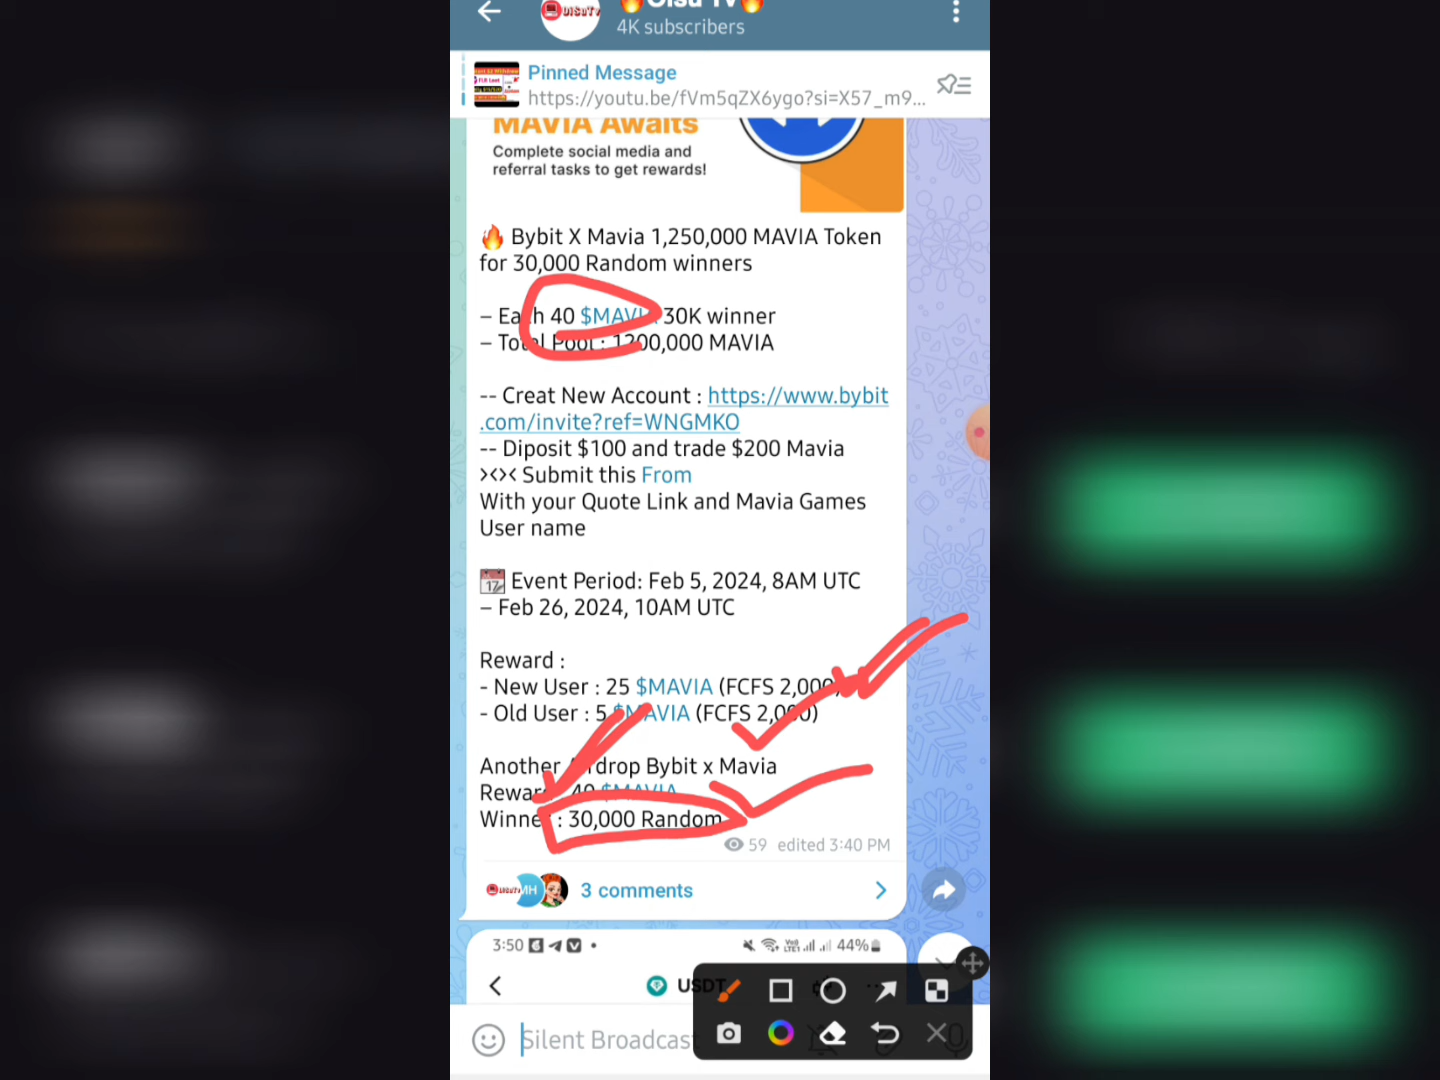 Oisu Tv
4K subscribers
Pinned Message
https://youtu.be/fVm5qZX6ygo?si=X57_m9...
MAVIA Awaits
Complete social media and
referral tasks to get rewards!
🔥 Bybit X Mavia 1,250,000 MAVIA Token
for 30,000 Random winners
– Each 40 $MAVIA 30K winner
– Total Pool : 1200,000 MAVIA
-- Creat New Account : https://www.bybit
.com/invite?ref=WNGMKO
-- Diposit $100 and trade $200 Mavia
><>< Submit this From
With your Quote Link and Mavia Games
User name
📅 Event Period: Feb 5, 2024, 8AM UTC
– Feb 26, 2024, 10AM UTC
Reward :
- New User : 25 $MAVIA (FCFS 2,000)
- Old User : 5 $MAVIA (FCFS 2,000)
Another Airdrop Bybit x Mavia
Reward 40 $MAVIA
Winner : 30,000 Random
59 edited 3:40 PM
3 comments
3:50 44%
USDT
Silent Broadcast